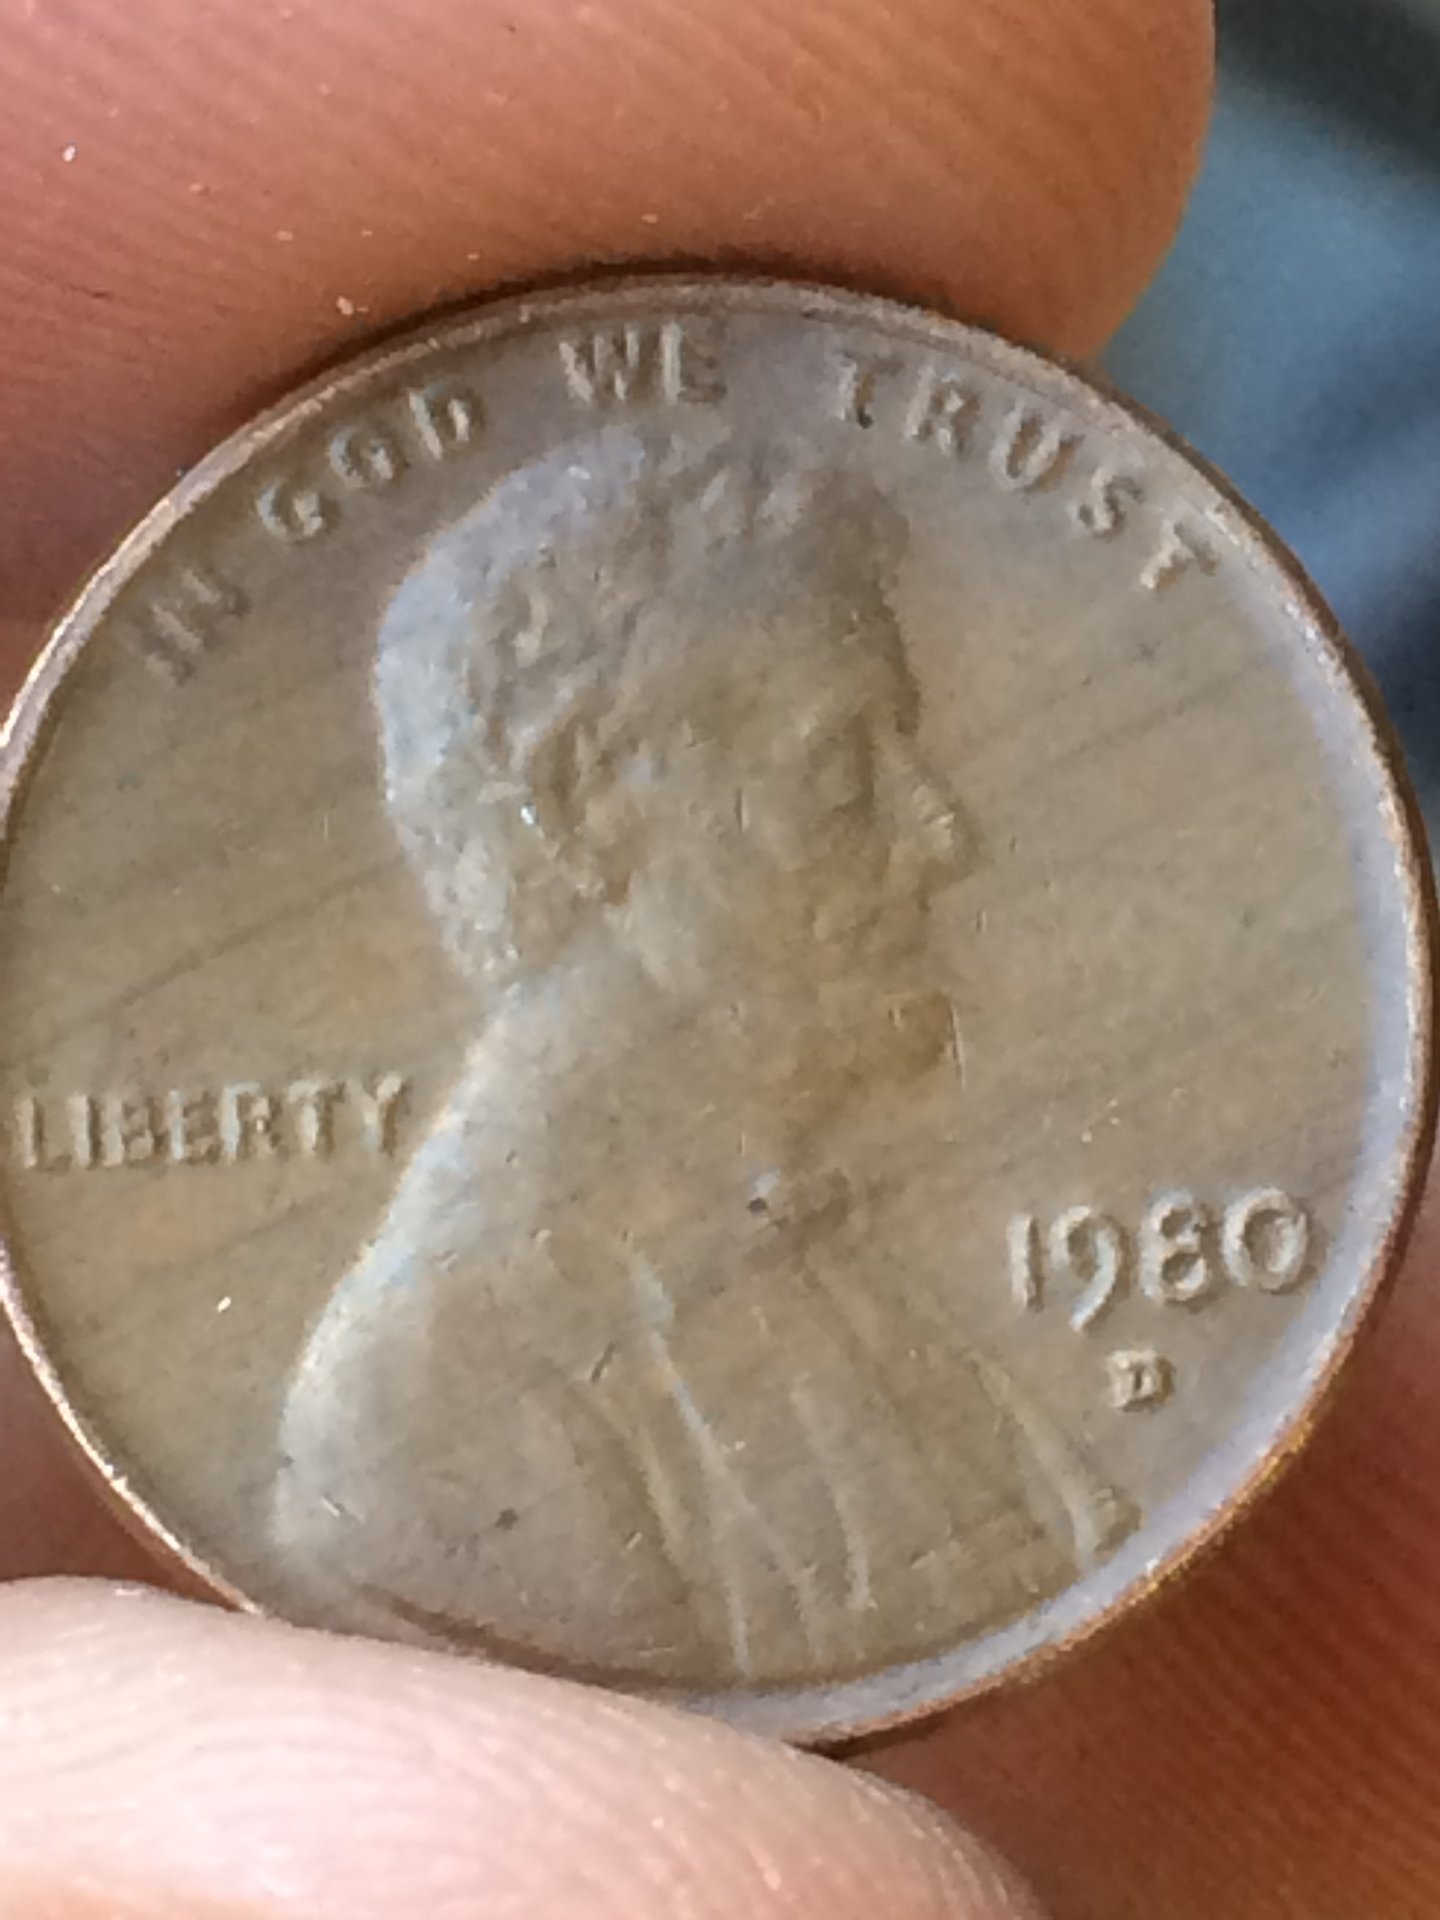 IN GOD WE TRUST
LIBERTY
1980
D